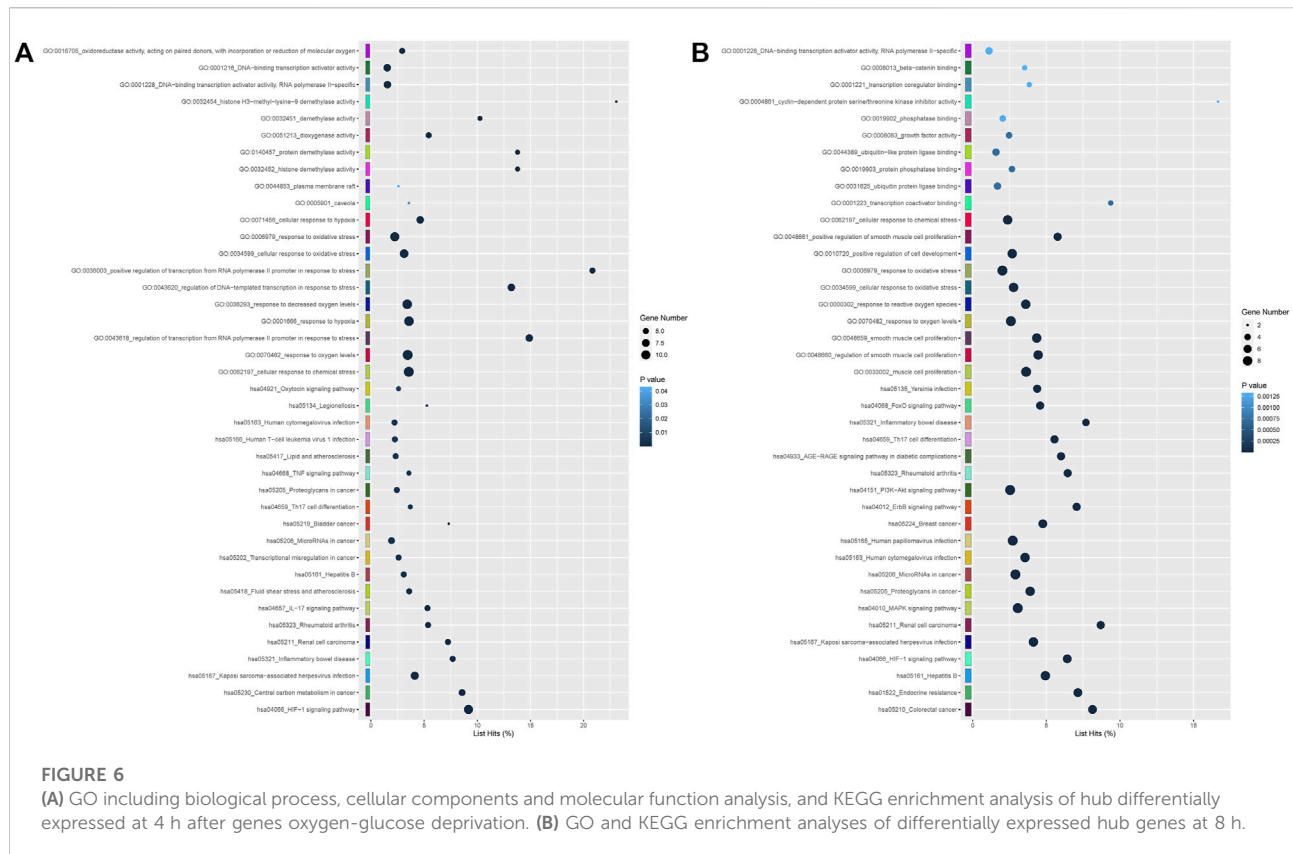 A
GO:0016705_oxidoreductase activity, acting on paired donors, with incorporation or reduction of molecular oxygen
GO:0001216_DNA−binding transcription activator activity
GO:0001228_DNA−binding transcription activator activity, RNA polymerase II−specific
GO:0032454_histone H3−methyl−lysine−9 demethylase activity
GO:0032451_demethylase activity
GO:0051213_dioxygenase activity
GO:0140457_protein demethylase activity
GO:0032452_histone demethylase activity
GO:0044853_plasma membrane raft
GO:0005901_caveola
GO:0071456_cellular response to hypoxia
GO:0006979_response to oxidative stress
GO:0034599_cellular response to oxidative stress
GO:0036003_positive regulation of transcription from RNA polymerase II promoter in response to stress
GO:0043620_regulation of DNA−templated transcription in response to stress
GO:0036293_response to decreased oxygen levels
GO:0001666_response to hypoxia
GO:0043618_regulation of transcription from RNA polymerase II promoter in response to stress
GO:0070482_response to oxygen levels
GO:0062197_cellular response to chemical stress
hsa04921_Oxytocin signaling pathway
hsa05134_Legionellosis
hsa05163_Human cytomegalovirus infection
hsa05166_Human T−cell leukemia virus 1 infection
hsa05417_Lipid and atherosclerosis
hsa04668_TNF signaling pathway
hsa05205_Proteoglycans in cancer
hsa04659_Th17 cell differentiation
hsa05219_Bladder cancer
hsa05206_MicroRNAs in cancer
hsa05202_Transcriptional misregulation in cancer
hsa05161_Hepatitis B
hsa05418_Fluid shear stress and atherosclerosis
hsa04657_IL−17 signaling pathway
hsa05323_Rheumatoid arthritis
hsa05211_Renal cell carcinoma
hsa05321_Inflammatory bowel disease
hsa05167_Kaposi sarcoma−associated herpesvirus infection
hsa05230_Central carbon metabolism in cancer
hsa04066_HIF−1 signaling pathway
0 5 10 15 20
List Hits (%)
Gene Number
5.0
7.5
10.0
P value
0.04
0.03
0.02
0.01
B
GO:0001228_DNA−binding transcription activator activity, RNA polymerase II−specific
GO:0008013_beta−catenin binding
GO:0001221_transcription coregulator binding
GO:0004861_cyclin−dependent protein serine/threonine kinase inhibitor activity
GO:0019902_phosphatase binding
GO:0008083_growth factor activity
GO:0044389_ubiquitin−like protein ligase binding
GO:0019903_protein phosphatase binding
GO:0031625_ubiquitin protein ligase binding
GO:0001223_transcription coactivator binding
GO:0062197_cellular response to chemical stress
GO:0048661_positive regulation of smooth muscle cell proliferation
GO:0010720_positive regulation of cell development
GO:0006979_response to oxidative stress
GO:0034599_cellular response to oxidative stress
GO:0000302_response to reactive oxygen species
GO:0070482_response to oxygen levels
GO:0048659_smooth muscle cell proliferation
GO:0048660_regulation of smooth muscle cell proliferation
GO:0033002_muscle cell proliferation
hsa05135_Yersinia infection
hsa04068_FoxO signaling pathway
hsa05321_Inflammatory bowel disease
hsa04659_Th17 cell differentiation
hsa04933_AGE−RAGE signaling pathway in diabetic complications
hsa05323_Rheumatoid arthritis
hsa04151_PI3K−Akt signaling pathway
hsa04012_ErbB signaling pathway
hsa05224_Breast cancer
hsa05165_Human papillomavirus infection
hsa05163_Human cytomegalovirus infection
hsa05206_MicroRNAs in cancer
hsa05205_Proteoglycans in cancer
hsa04010_MAPK signaling pathway
hsa05211_Renal cell carcinoma
hsa05167_Kaposi sarcoma−associated herpesvirus infection
hsa04066_HIF−1 signaling pathway
hsa05161_Hepatitis B
hsa01522_Endocrine resistance
hsa05210_Colorectal cancer
0 5 10 15
List Hits (%)
Gene Number
2
4
6
8
P value
0.00125
0.00100
0.00075
0.00050
0.00025
FIGURE 6
(A) GO including biological process, cellular components and molecular function analysis, and KEGG enrichment analysis of hub differentially
expressed at 4 h after genes oxygen-glucose deprivation. (B) GO and KEGG enrichment analyses of differentially expressed hub genes at 8 h.